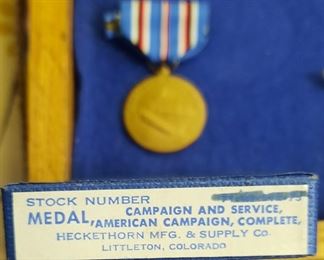 STOCK NUMBER
MEDAL, CAMPAIGN AND SERVICE,
AMERICAN CAMPAIGN, COMPLETE,
HECKETHORN MFG. & SUPPLY Co.
LITTLETON, COLORADO